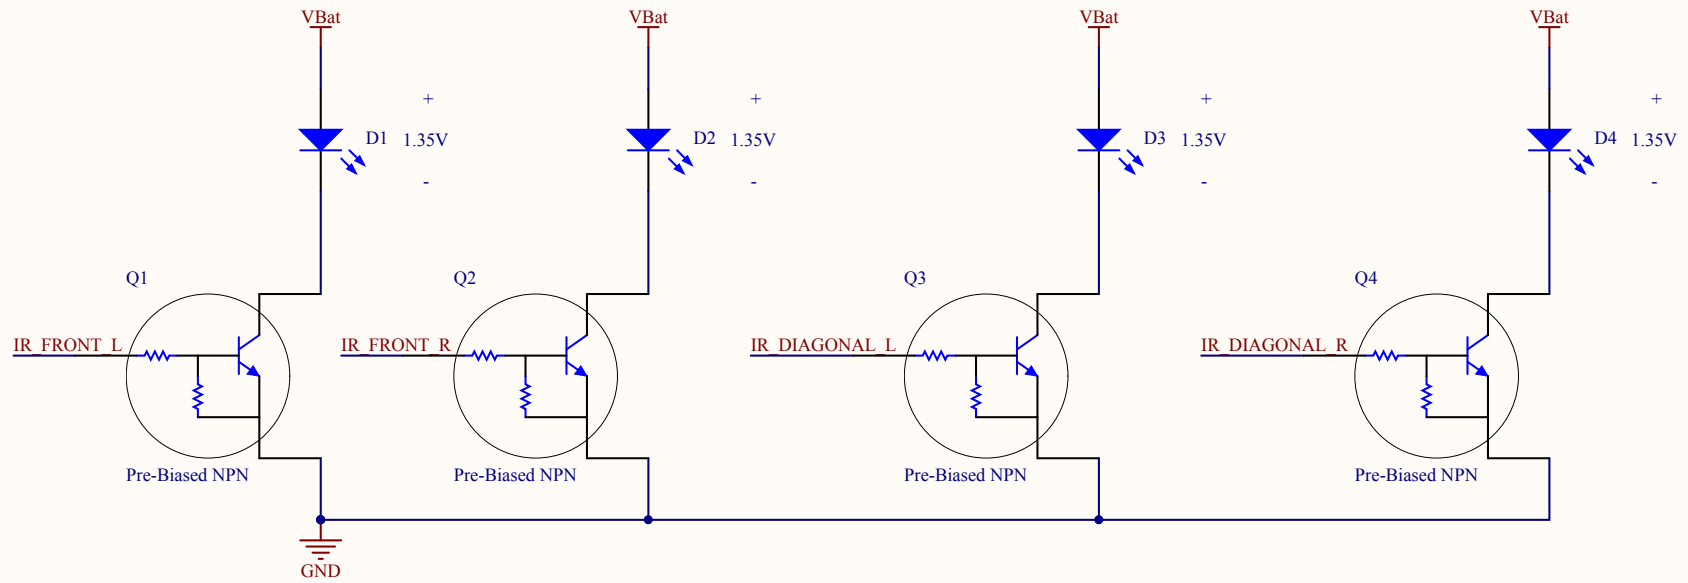 VBat VBat VBat VBat
+ + + +
D1 1.35V D2 1.35V D3 1.35V D4 1.35V
- - - -
Q1 Q2 Q3 Q4
IR_FRONT_L IR_FRONT_R IR_DIAGONAL_L IR_DIAGONAL_R
Pre-Biased NPN Pre-Biased NPN Pre-Biased NPN Pre-Biased NPN
GND